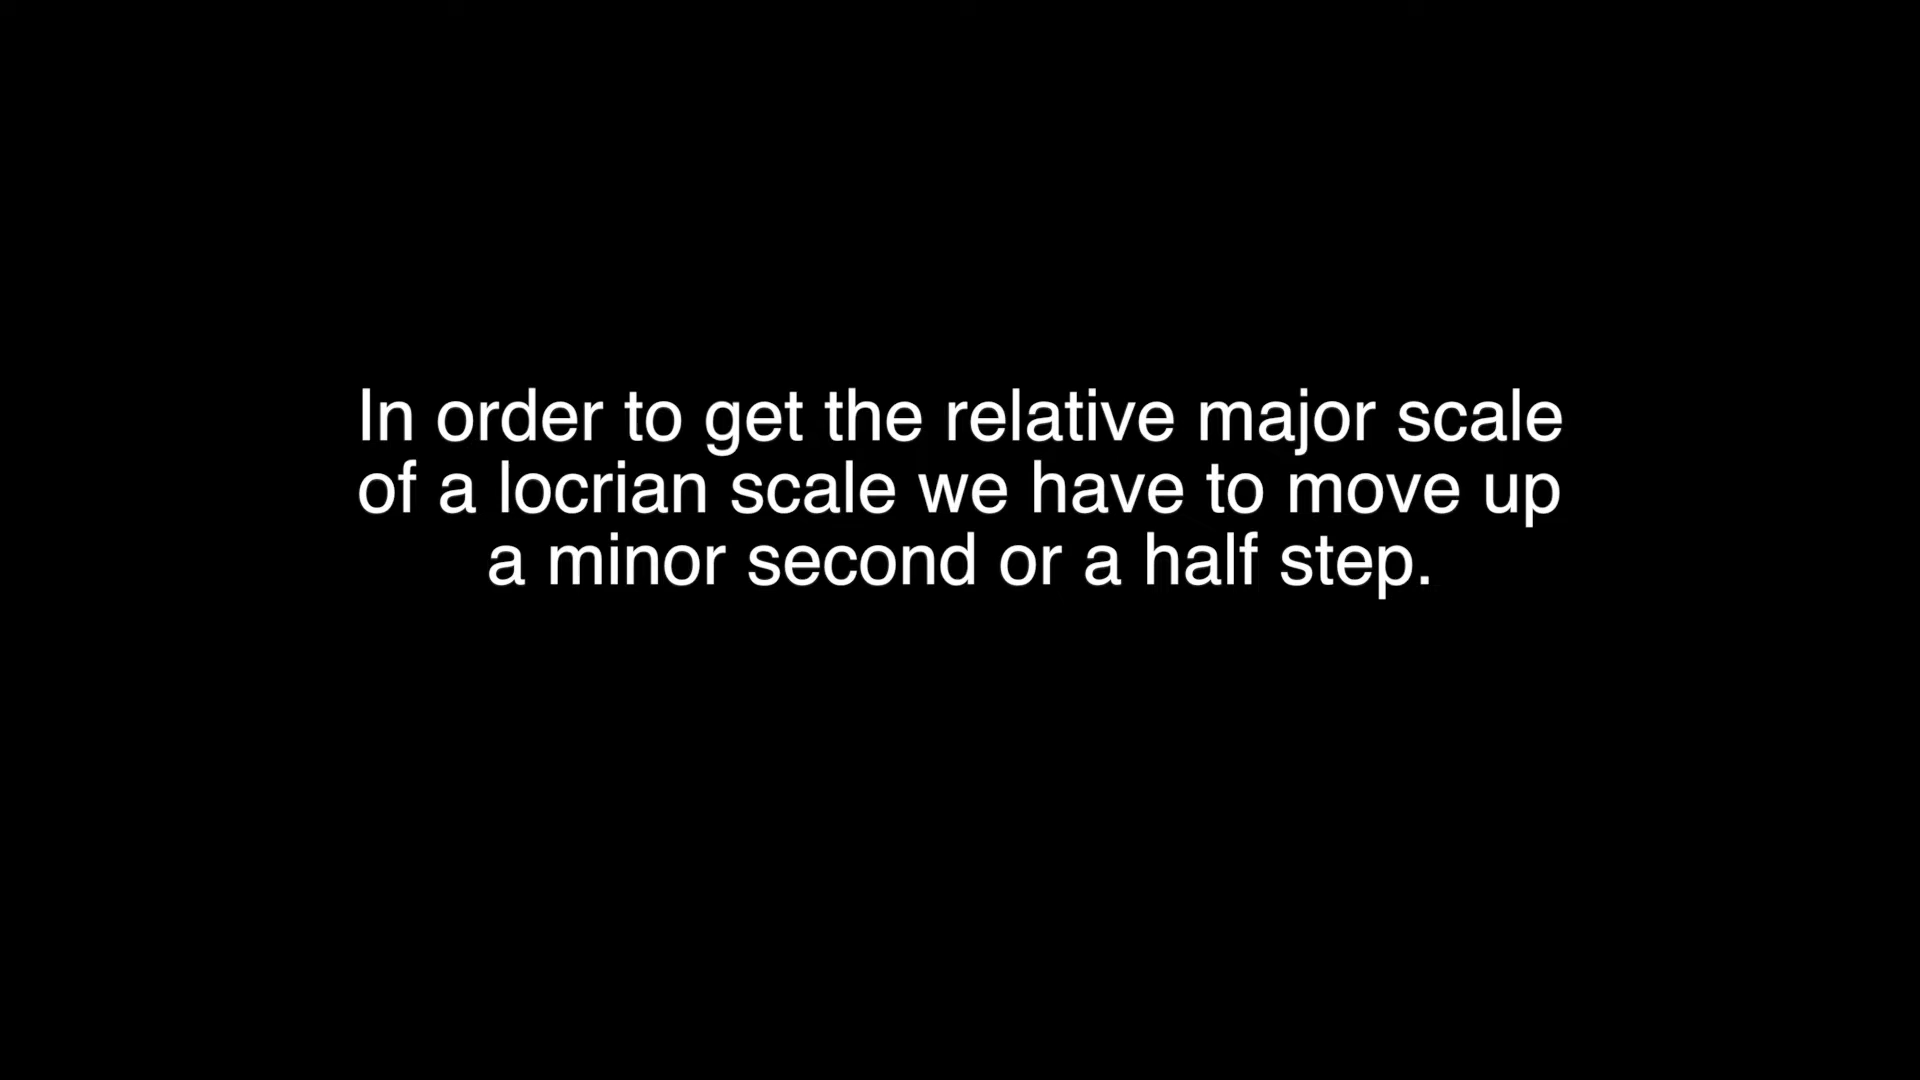 In order to get the relative major scale
of a locrian scale we have to move up
a minor second or a half step.